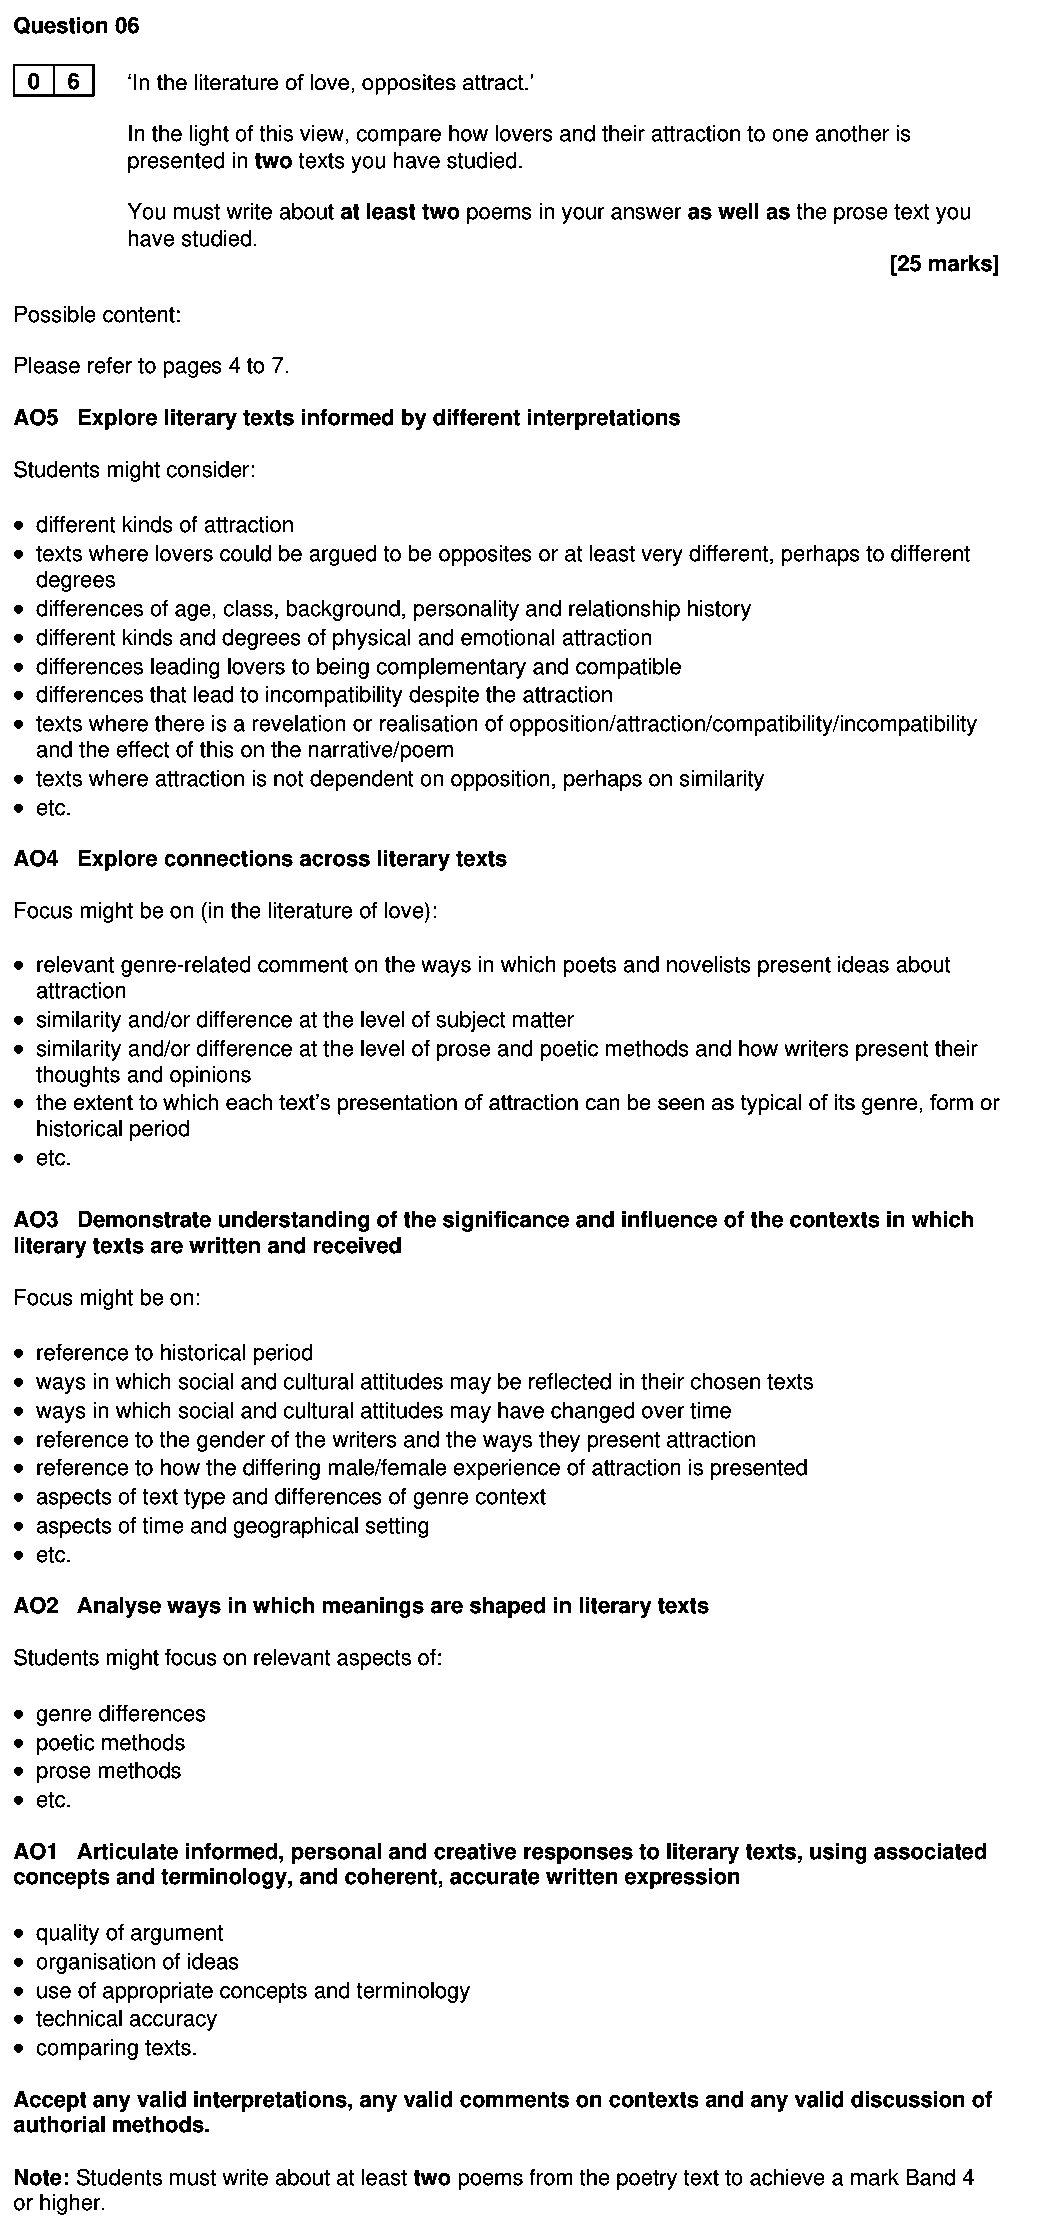 Question 06
0 6 ‘In the literature of love, opposites attract.’
In the light of this view, compare how lovers and their attraction to one another is
presented in two texts you have studied.
You must write about at least two poems in your answer as well as the prose text you
have studied.
[25 marks]
Possible content:
Please refer to pages 4 to 7.
AO5 Explore literary texts informed by different interpretations
Students might consider:
• different kinds of attraction
• texts where lovers could be argued to be opposites or at least very different, perhaps to different
degrees
• differences of age, class, background, personality and relationship history
• different kinds and degrees of physical and emotional attraction
• differences leading lovers to being complementary and compatible
• differences that lead to incompatibility despite the attraction
• texts where there is a revelation or realisation of opposition/attraction/compatibility/incompatibility
and the effect of this on the narrative/poem
• texts where attraction is not dependent on opposition, perhaps on similarity
• etc.
AO4 Explore connections across literary texts
Focus might be on (in the literature of love):
• relevant genre-related comment on the ways in which poets and novelists present ideas about
attraction
• similarity and/or difference at the level of subject matter
• similarity and/or difference at the level of prose and poetic methods and how writers present their
thoughts and opinions
• the extent to which each text’s presentation of attraction can be seen as typical of its genre, form or
historical period
• etc.
AO3 Demonstrate understanding of the significance and influence of the contexts in which
literary texts are written and received
Focus might be on:
• reference to historical period
• ways in which social and cultural attitudes may be reflected in their chosen texts
• ways in which social and cultural attitudes may have changed over time
• reference to the gender of the writers and the ways they present attraction
• reference to how the differing male/female experience of attraction is presented
• aspects of text type and differences of genre context
• aspects of time and geographical setting
• etc.
AO2 Analyse ways in which meanings are shaped in literary texts
Students might focus on relevant aspects of:
• genre differences
• poetic methods
• prose methods
• etc.
AO1 Articulate informed, personal and creative responses to literary texts, using associated
concepts and terminology, and coherent, accurate written expression
• quality of argument
• organisation of ideas
• use of appropriate concepts and terminology
• technical accuracy
• comparing texts.
Accept any valid interpretations, any valid comments on contexts and any valid discussion of
authorial methods.
Note: Students must write about at least two poems from the poetry text to achieve a mark Band 4
or higher.